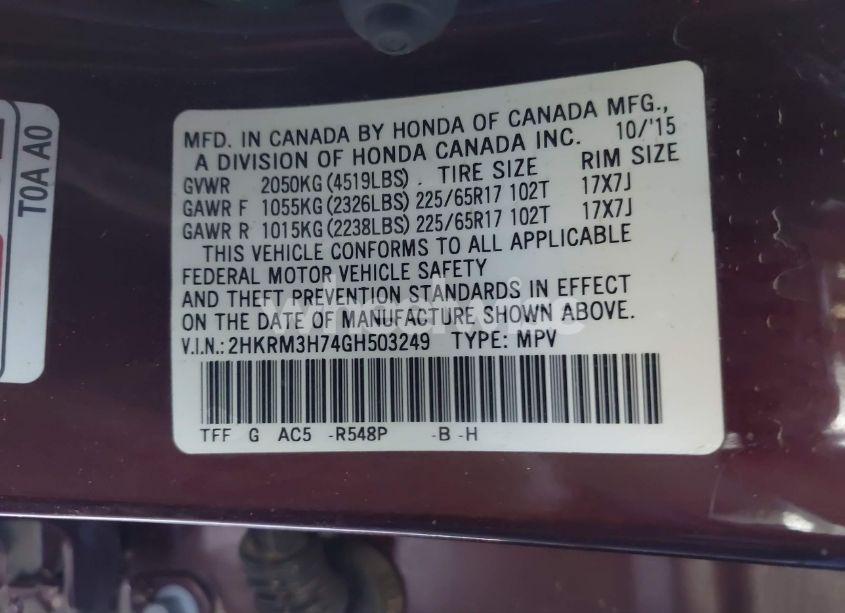 MFD. IN CANADA BY HONDA OF CANADA MFG.,
A DIVISION OF HONDA CANADA INC. 10/'15
GVWR 2050KG (4519LBS) TIRE SIZE RIM SIZE
GAWR F 1055KG (2326LBS) 225/65R17 102T 17X7J
GAWR R 1015KG (2238LBS) 225/65R17 102T 17X7J
THIS VEHICLE CONFORMS TO ALL APPLICABLE
FEDERAL MOTOR VEHICLE SAFETY
AND THEFT PREVENTION STANDARDS IN EFFECT
ON THE DATE OF MANUFACTURE SHOWN ABOVE.
V.I.N.: 2HKRM3H74GH503249 TYPE: MPV
TFF G AC5 -R548P -B -H
T0A A0